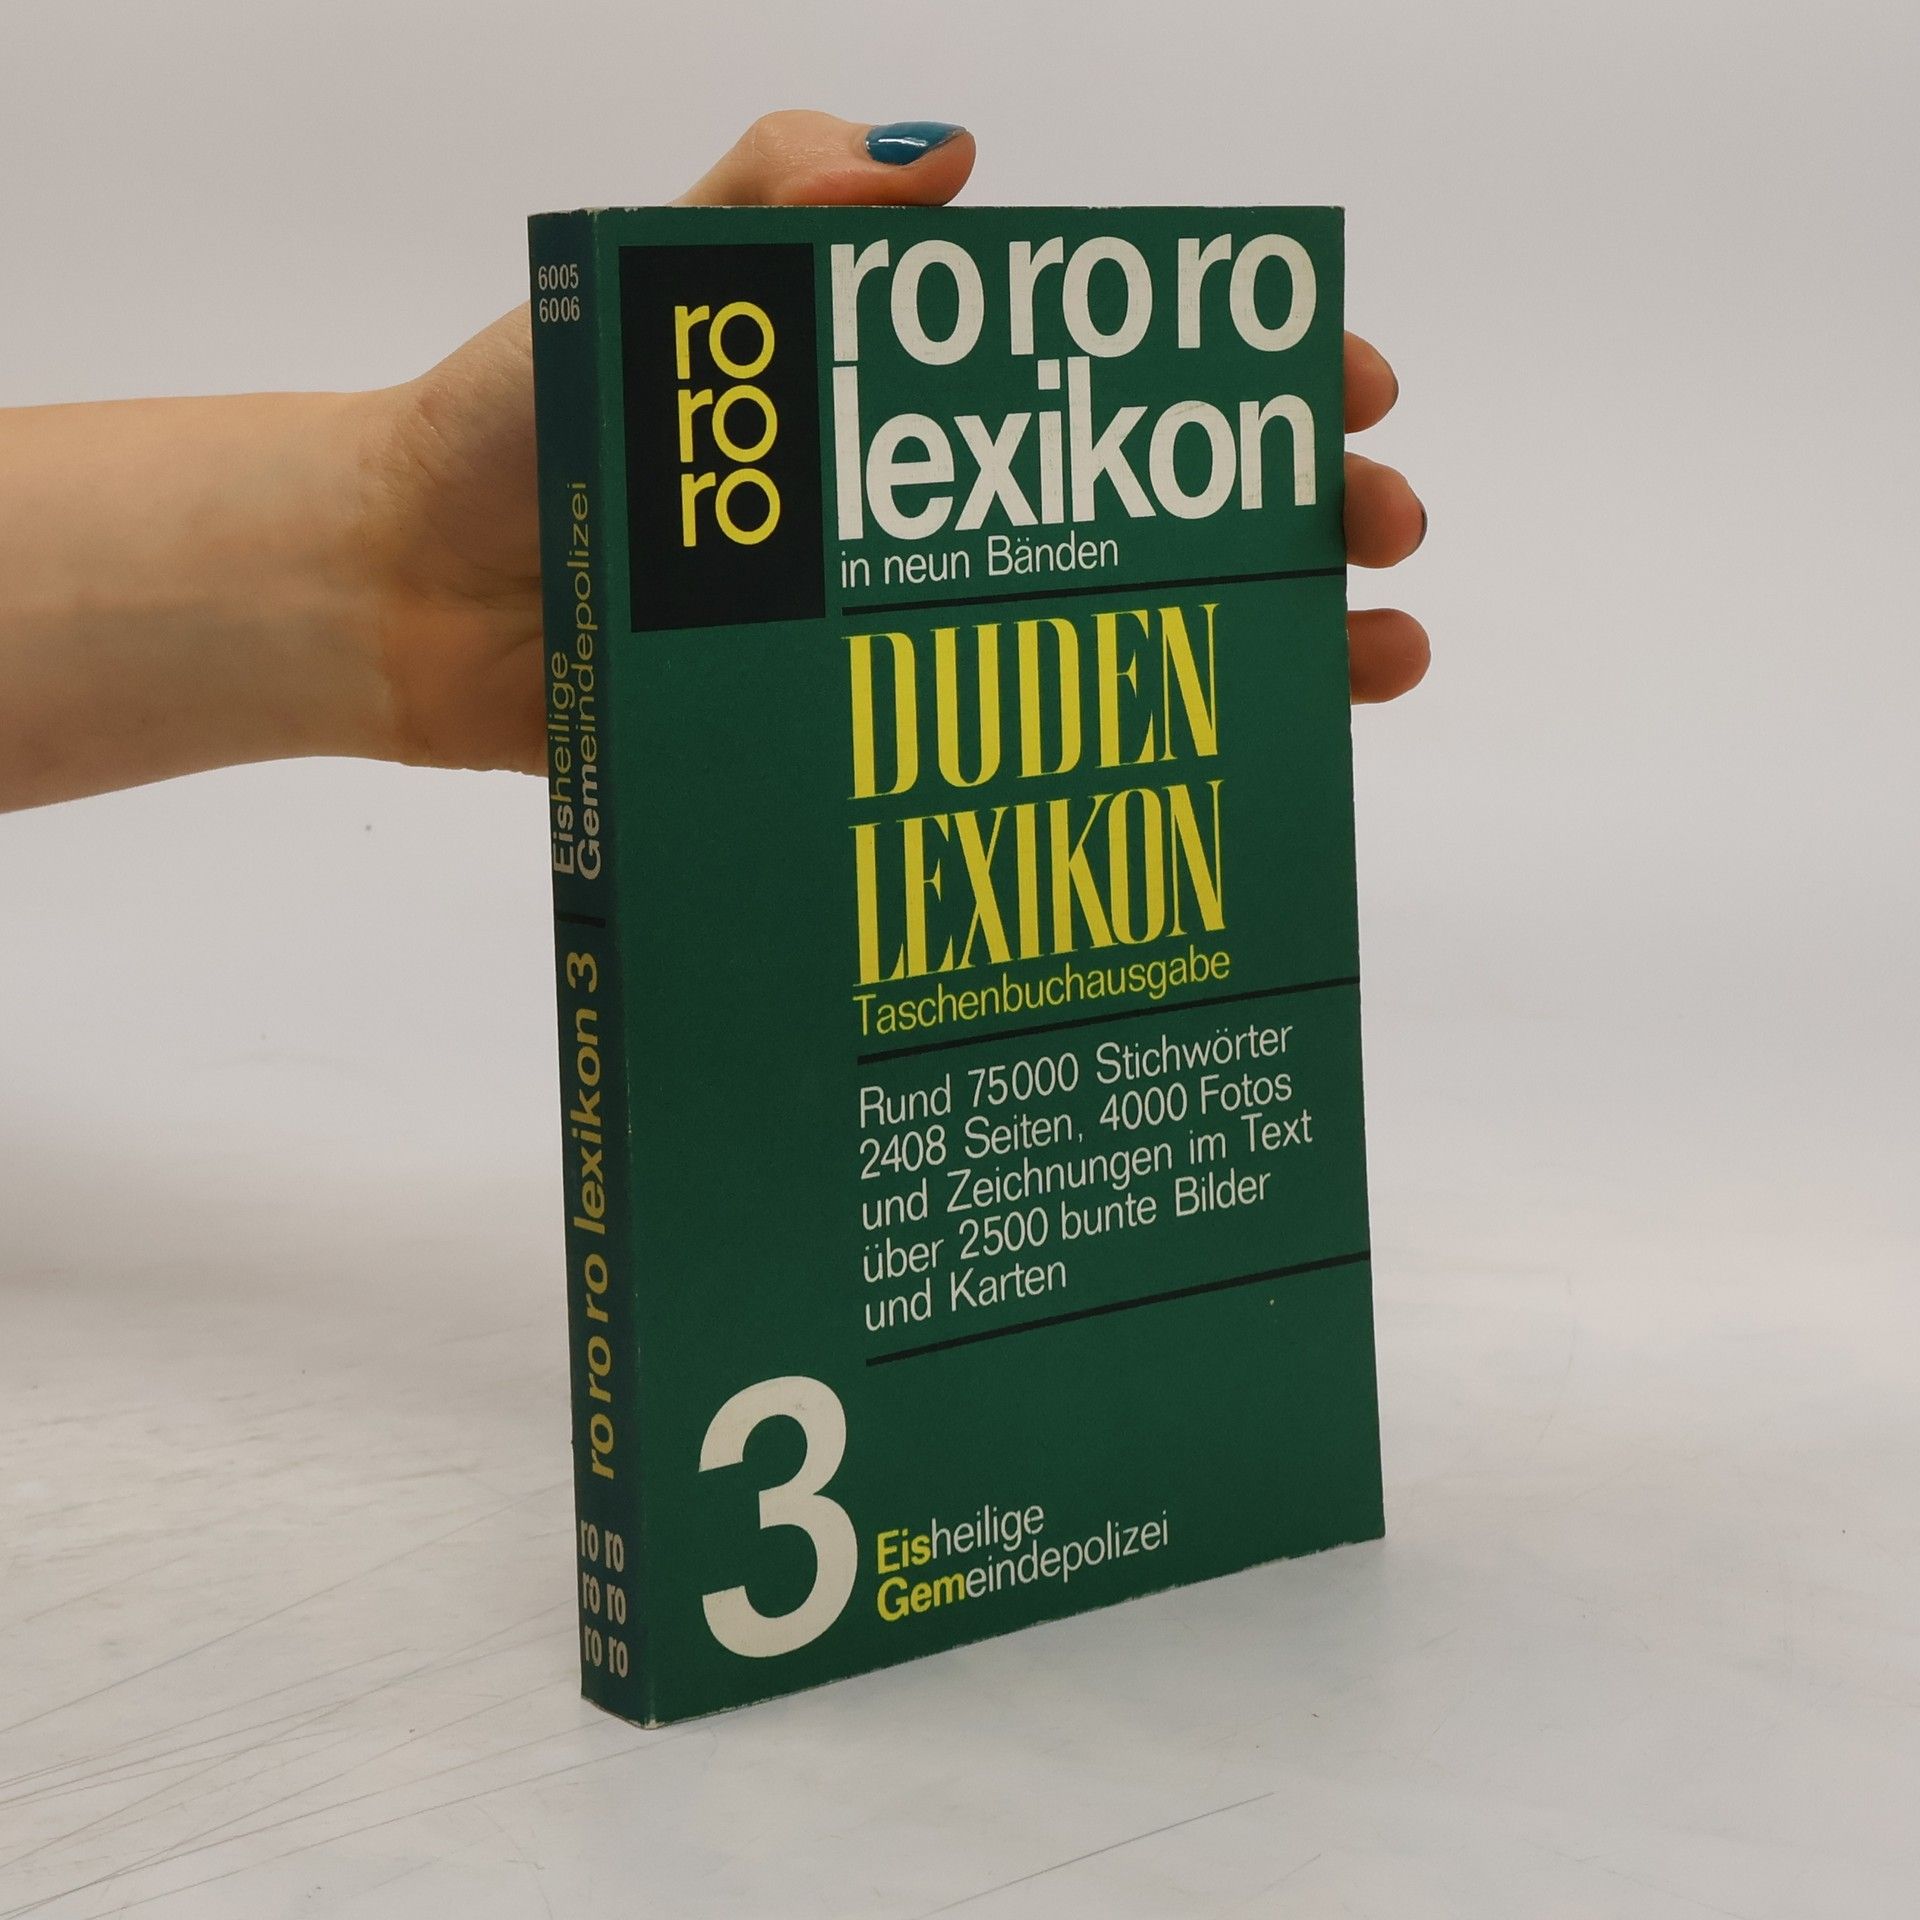 6005
6006
Eisheilige
Gemeindepolizei
ro ro ro lexikon 3
ro ro
ro ro
ro ro
ro
ro
ro
ro ro ro
lexikon
in neun Bänden
DUDEN
LEXIKON
Taschenbuchausgabe
Rund 75000 Stichwörter
2408 Seiten, 4000 Fotos
und Zeichnungen im Text
über 2500 bunte Bilder
und Karten
3
Eisheilige
Gemeindepolizei